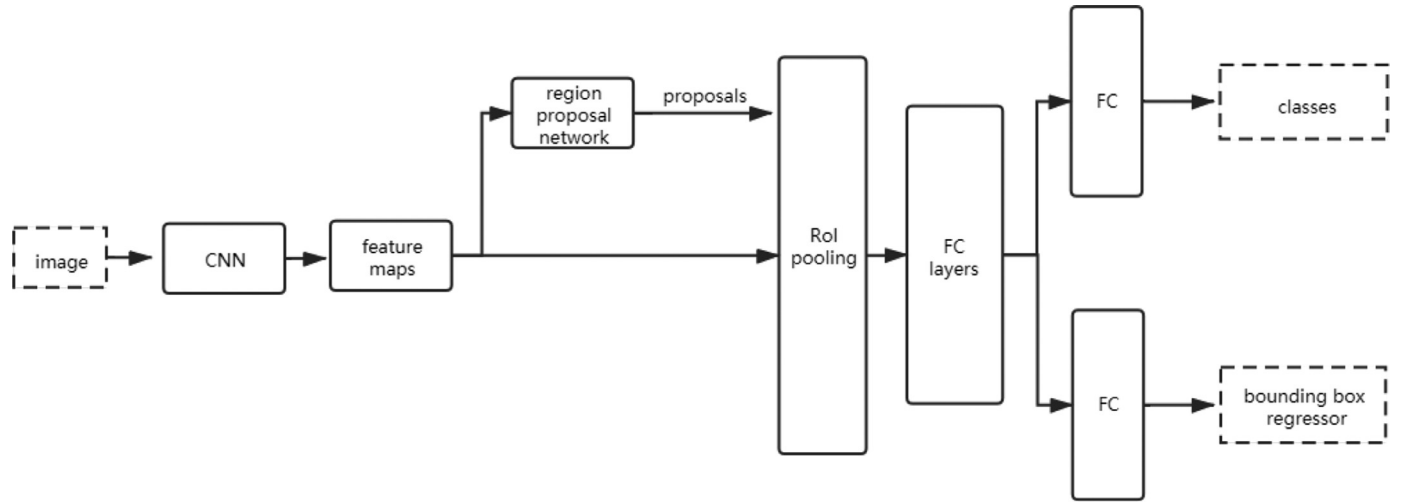 image
CNN
feature
maps
region
proposal
network
proposals
RoI
pooling
FC
layers
FC
classes
FC
bounding box
regressor